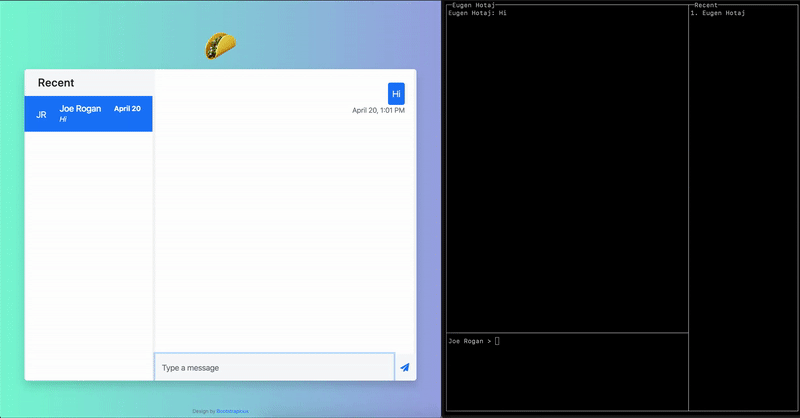 Recent
JR
Joe Rogan
April 20
Hi
Hi
April 20, 1:01 PM
Type a message
Design by Bootstrapious
Eugen Hotaj
Eugen Hotaj: Hi
Joe Rogan >
Recent
1. Eugen Hotaj